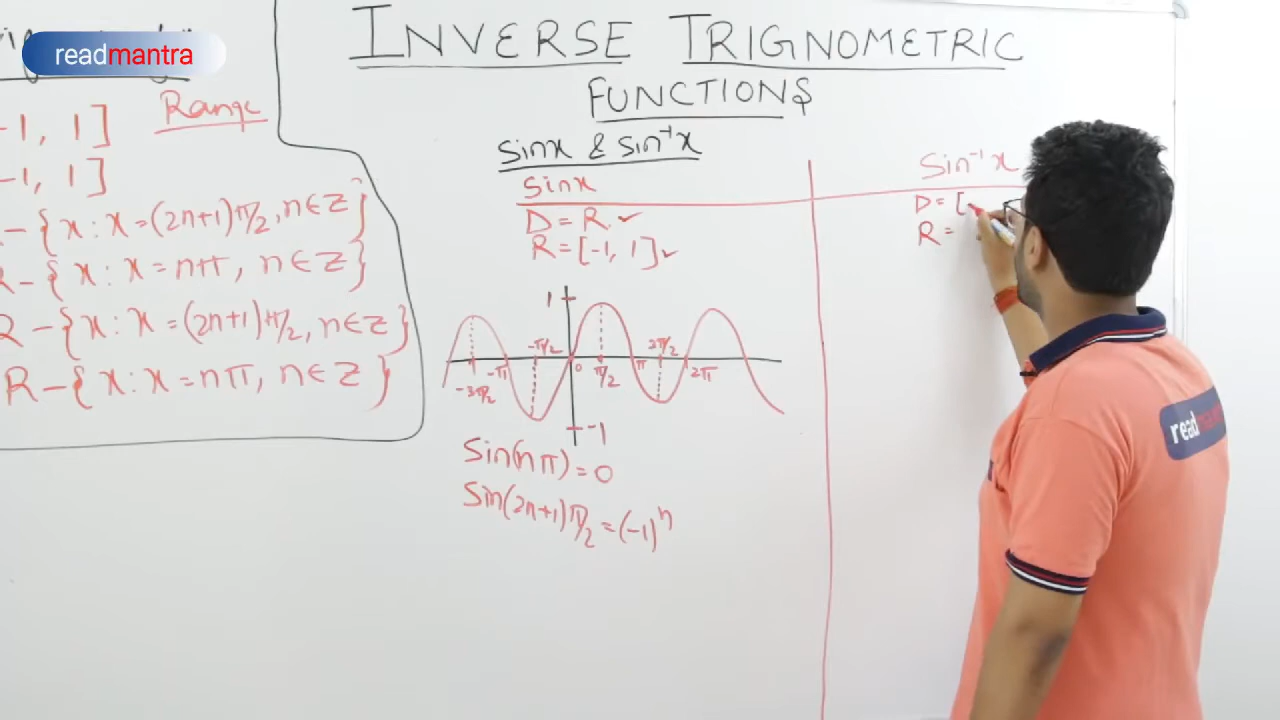 readmantra
Range
-1, 1]
-1, 1]
-{x:x=(2n+1)π/2, n∈Z}
R-{x:x=nπ, n∈Z}
R-{x:x=(2n+1)π/2, n∈Z}
R-{x:x=nπ, n∈Z}
INVERSE TRIGNOMETRIC
FUNCTIONS
Sinx & Sin⁻¹x
Sinx
D = R ✓
R = [-1, 1] ✓
1
-3π/2 -π -π/2 0 π/2 π 2π/2 2π
-1
Sin(nπ)=0
Sin(2n+1)π/2=(-1)ⁿ
Sin⁻¹x
D = [-
R =
readm